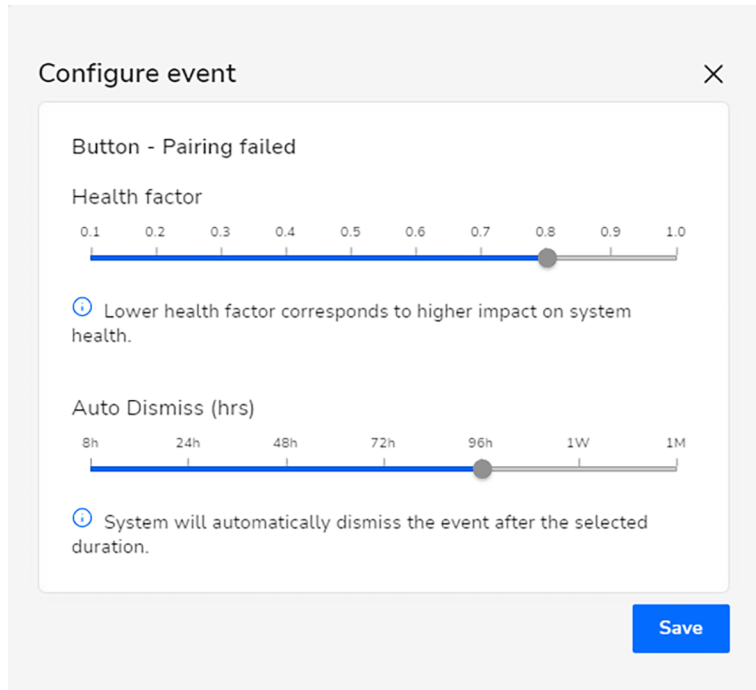 Configure event
Button - Pairing failed
Health factor
0.1 0.2 0.3 0.4 0.5 0.6 0.7 0.8 0.9 1.0
Lower health factor corresponds to higher impact on system
health.
Auto Dismiss (hrs)
8h 24h 48h 72h 96h 1W 1M
System will automatically dismiss the event after the selected
duration.
Save